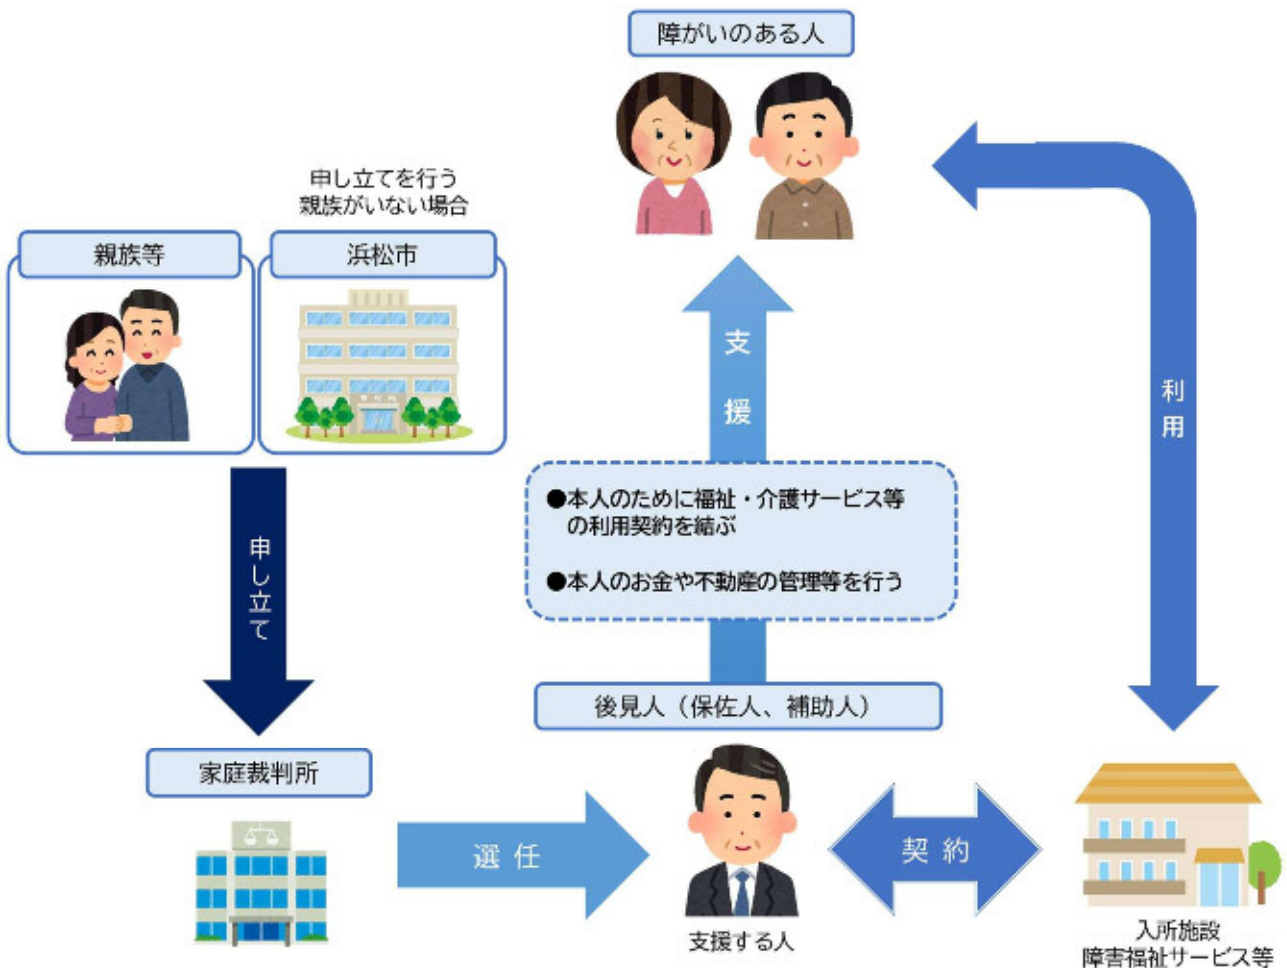 障がいのある人
申し立てを行う
親族がいない場合
親族等
浜松市
支援
利用
申し立て
●本人のために福祉・介護サービス等
の利用契約を結ぶ
●本人のお金や不動産の管理等を行う
後見人（保佐人、補助人）
家庭裁判所
選任
契約
支援する人
入所施設
障害福祉サービス等